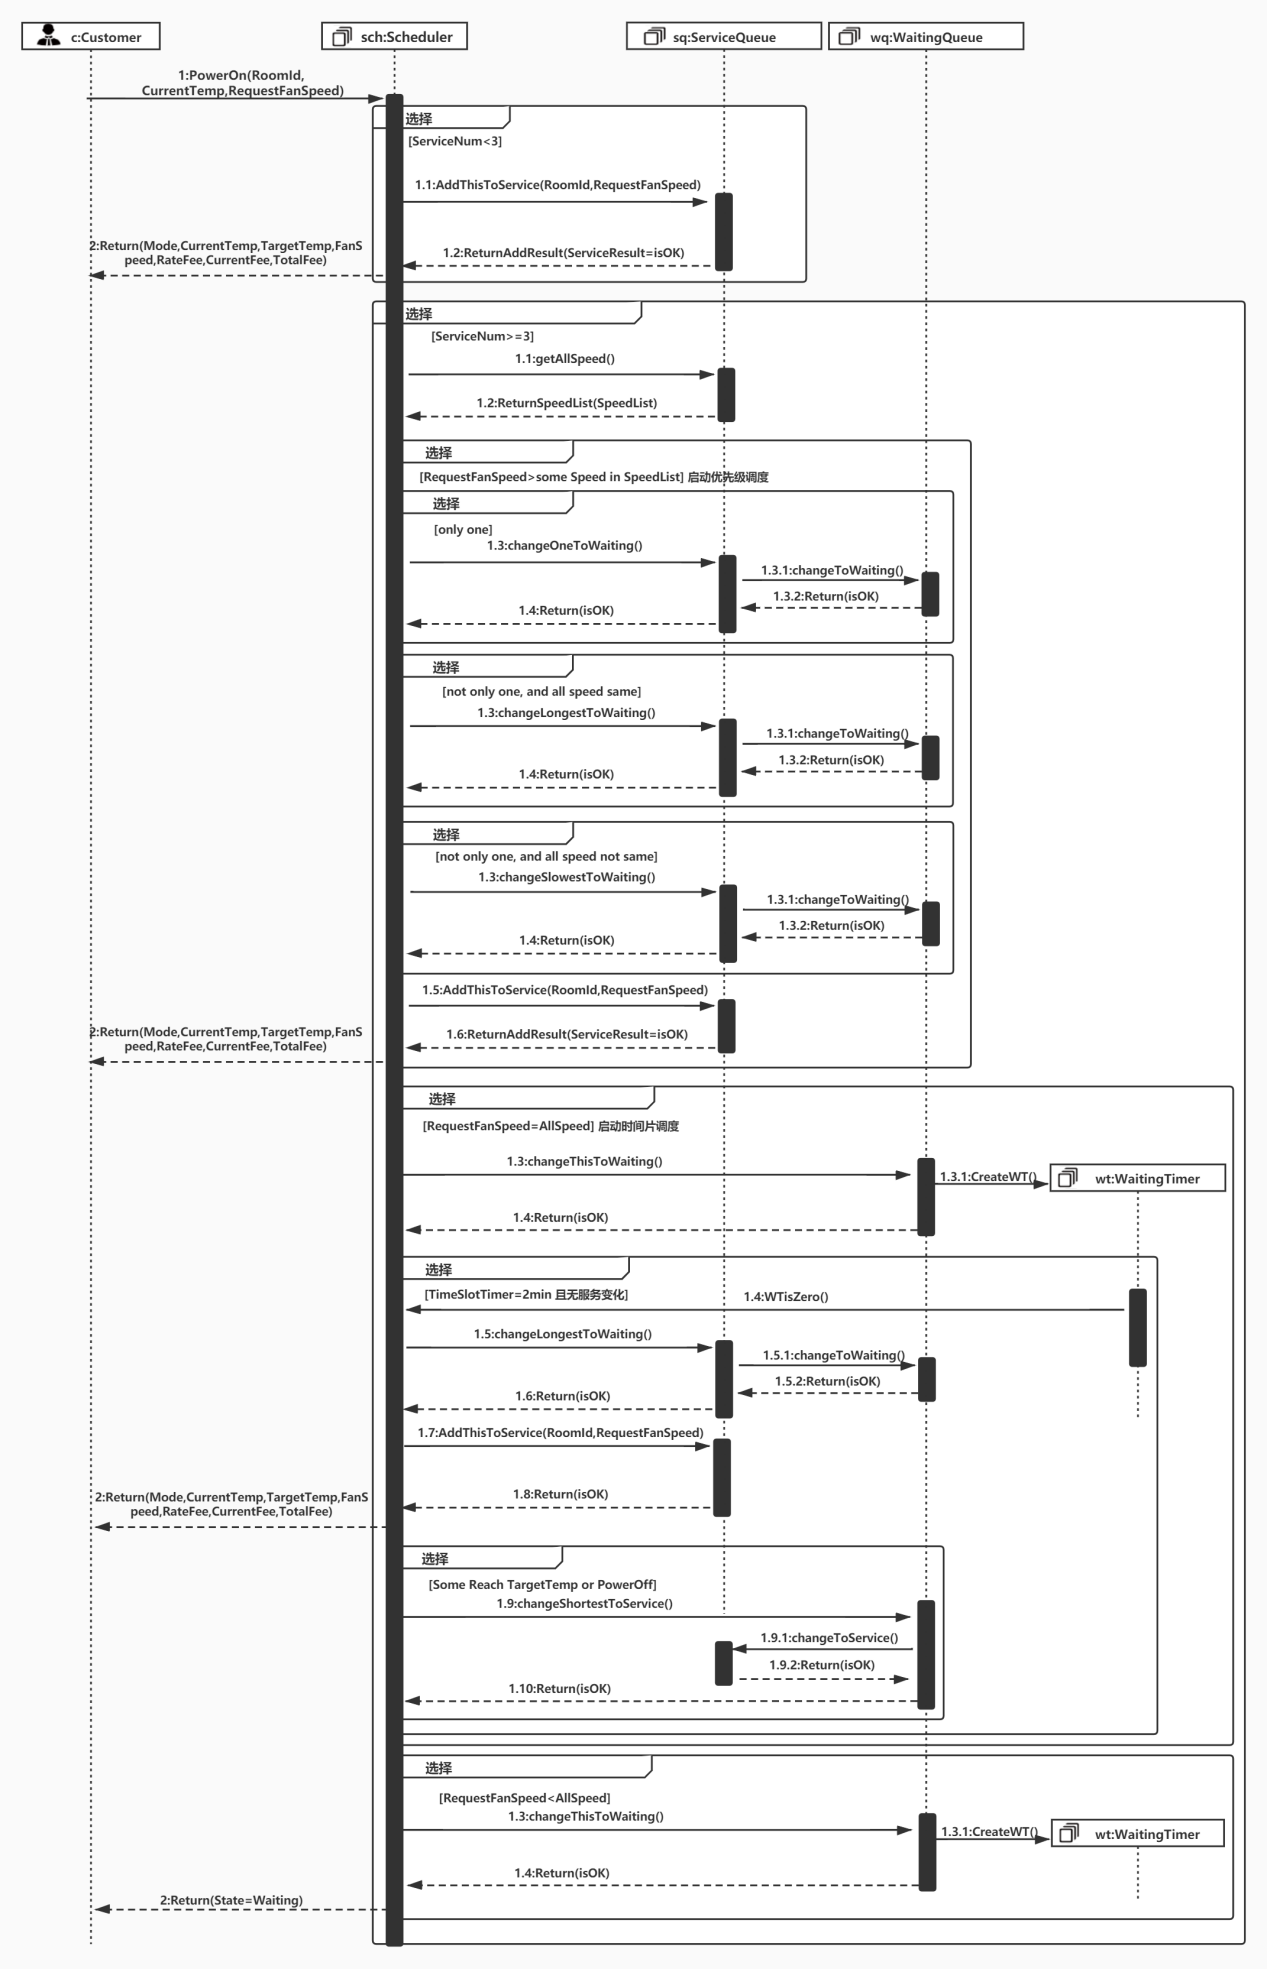 c:Customer
sch:Scheduler
sq:ServiceQueue
wq:WaitingQueue
1:PowerOn(RoomId,
CurrentTemp,RequestFanSpeed)
选择
[ServiceNum<3]
1.1:AddThisToService(RoomId,RequestFanSpeed)
1.2:ReturnAddResult(ServiceResult=isOK)
2:Return(Mode,CurrentTemp,TargetTemp,FanS
peed,RateFee,CurrentFee,TotalFee)
选择
[ServiceNum>=3]
1.1:getAllSpeed()
1.2:ReturnSpeedList(SpeedList)
选择
[RequestFanSpeed>some Speed in SpeedList] 启动优先级调度
选择
[only one]
1.3:changeOneToWaiting()
1.3.1:changeToWaiting()
1.3.2:Return(isOK)
1.4:Return(isOK)
选择
[not only one, and all speed same]
1.3:changeLongestToWaiting()
1.3.1:changeToWaiting()
1.3.2:Return(isOK)
1.4:Return(isOK)
选择
[not only one, and all speed not same]
1.3:changeSlowestToWaiting()
1.3.1:changeToWaiting()
1.3.2:Return(isOK)
1.4:Return(isOK)
1.5:AddThisToService(RoomId,RequestFanSpeed)
1.6:ReturnAddResult(ServiceResult=isOK)
2:Return(Mode,CurrentTemp,TargetTemp,FanS
peed,RateFee,CurrentFee,TotalFee)
选择
[RequestFanSpeed=AllSpeed] 启动时间片调度
1.3:changeThisToWaiting()
1.3.1:CreateWT()
wt:WaitingTimer
1.4:Return(isOK)
选择
[TimeSlotTimer=2min 且无服务变化]
1.4:WTisZero()
1.5:changeLongestToWaiting()
1.5.1:changeToWaiting()
1.5.2:Return(isOK)
1.6:Return(isOK)
1.7:AddThisToService(RoomId,RequestFanSpeed)
1.8:Return(isOK)
2:Return(Mode,CurrentTemp,TargetTemp,FanS
peed,RateFee,CurrentFee,TotalFee)
选择
[Some Reach TargetTemp or PowerOff]
1.9:changeShortestToService()
1.9.1:changeToService()
1.9.2:Return(isOK)
1.10:Return(isOK)
选择
[RequestFanSpeed<AllSpeed]
1.3:changeThisToWaiting()
1.3.1:CreateWT()
wt:WaitingTimer
1.4:Return(isOK)
2:Return(State=Waiting)